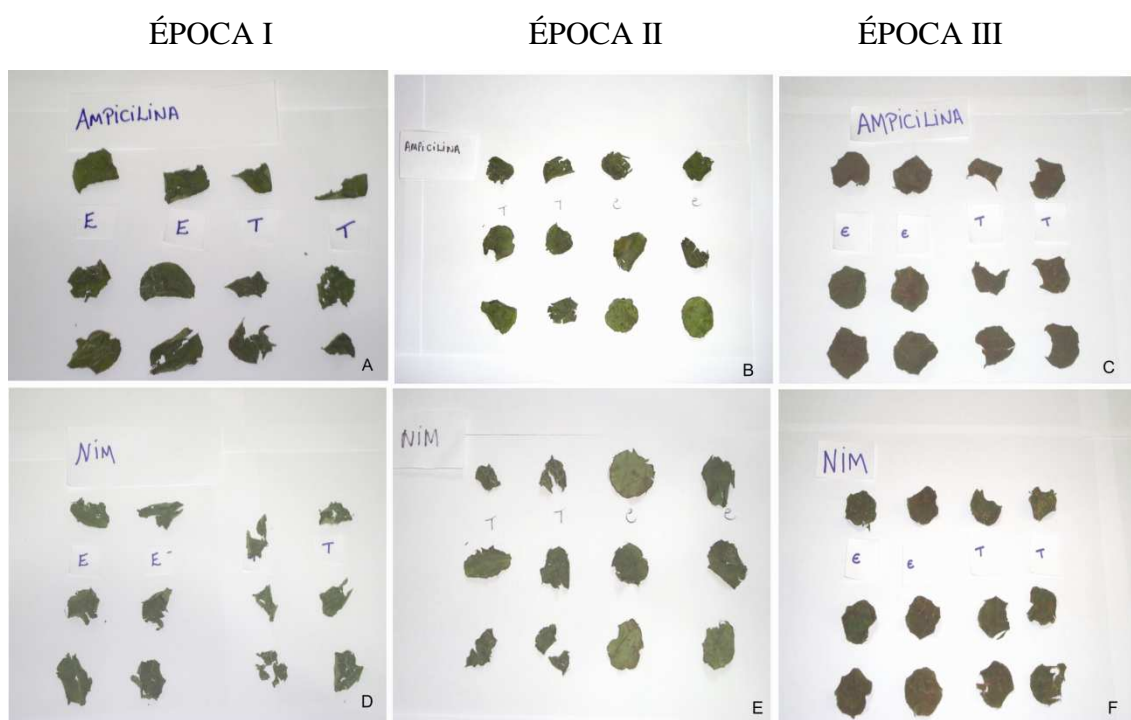 ÉPOCA I ÉPOCA II ÉPOCA III
AMPICILINA
E E T T
A
AMPICILINA
T T e e
B
AMPICILINA
e e T T
C
NIM
E E T
D
NIM
T T e e
E
NIM
e e T T
F